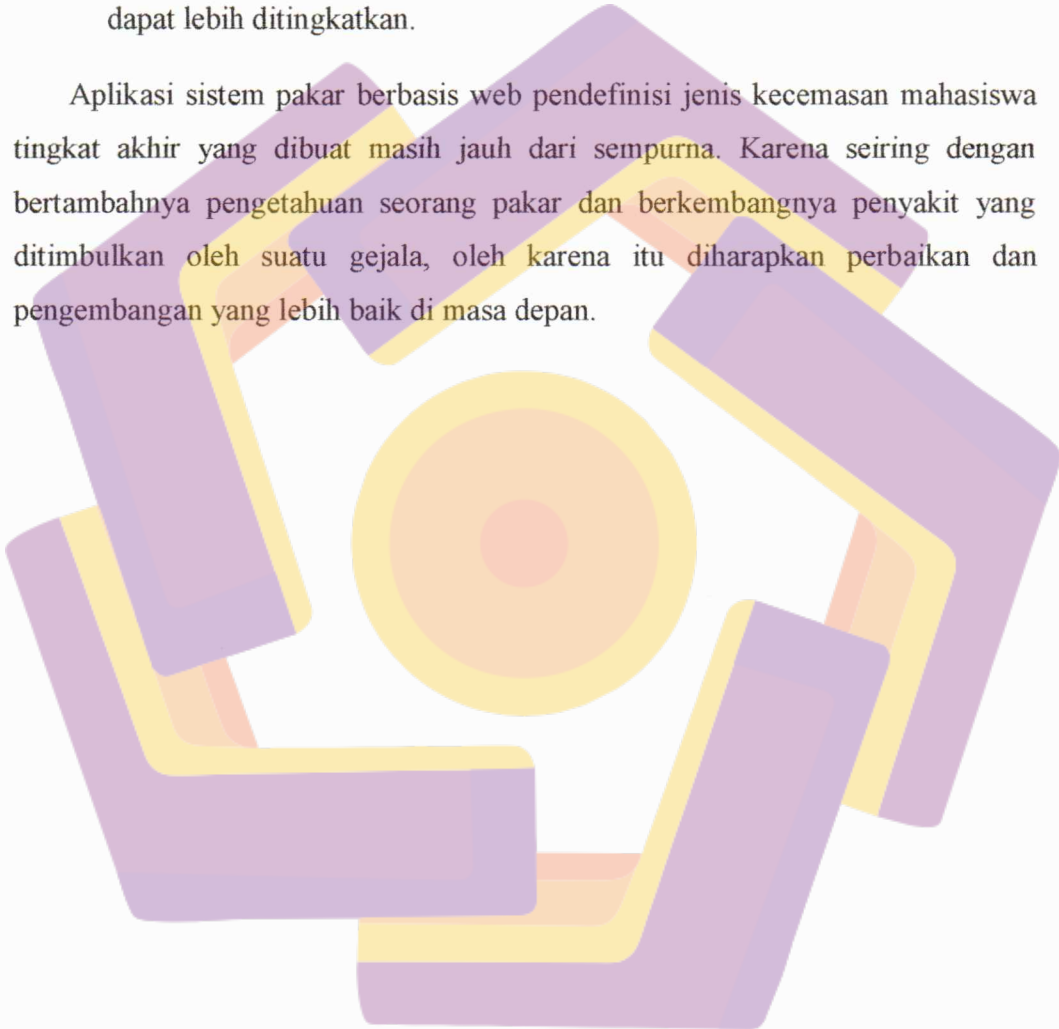 dapat lebih ditingkatkan.
Aplikasi sistem pakar berbasis web pendefinisi jenis kecemasan mahasiswa
tingkat akhir yang dibuat masih jauh dari sempurna. Karena seiring dengan
bertambahnya pengetahuan seorang pakar dan berkembangnya penyakit yang
ditimbulkan oleh suatu gejala, oleh karena itu diharapkan perbaikan dan
pengembangan yang lebih baik di masa depan.